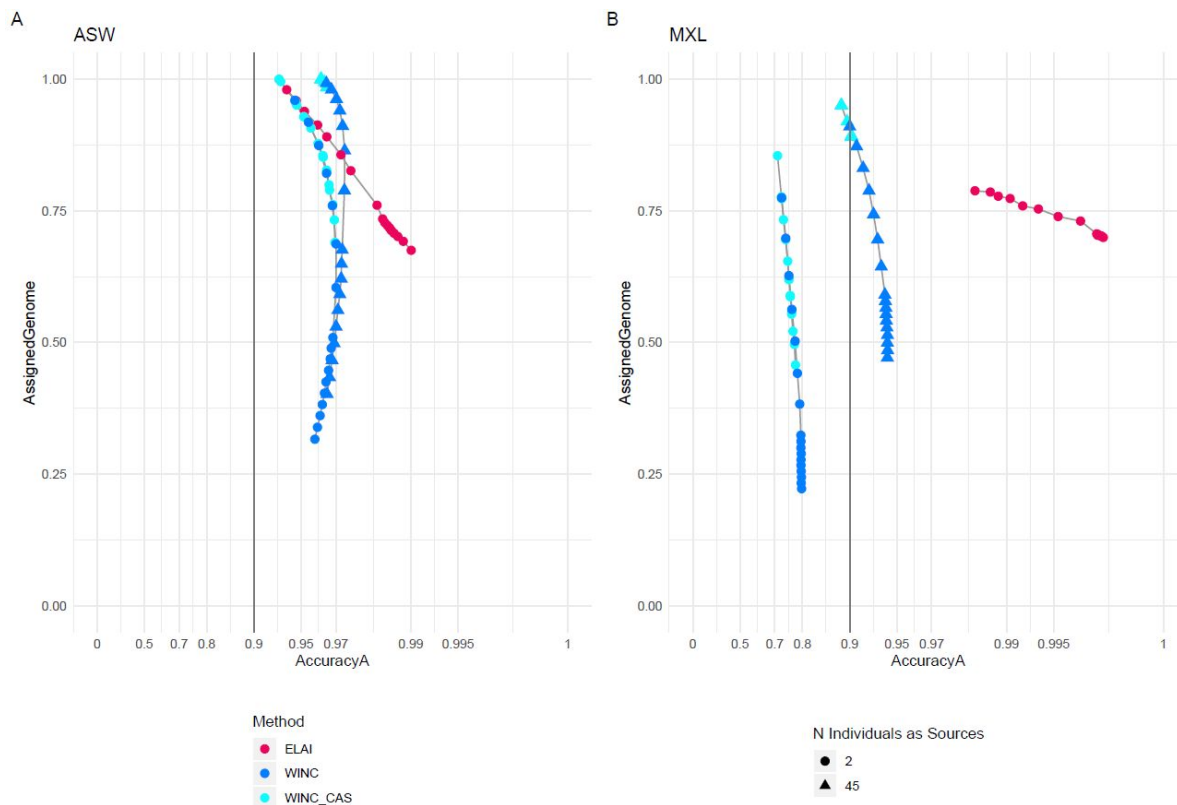 A
ASW
1.00
0.75
0.50
0.25
0.00
AssignedGenome
0 0.5 0.7 0.8 0.9 0.95 0.97 0.99 0.995 1
AccuracyA
B
MXL
1.00
0.75
0.50
0.25
0.00
AssignedGenome
0 0.5 0.7 0.8 0.9 0.95 0.97 0.99 0.995 1
AccuracyA
Method
ELAI
WINC
WINC_CAS
N Individuals as Sources
2
45